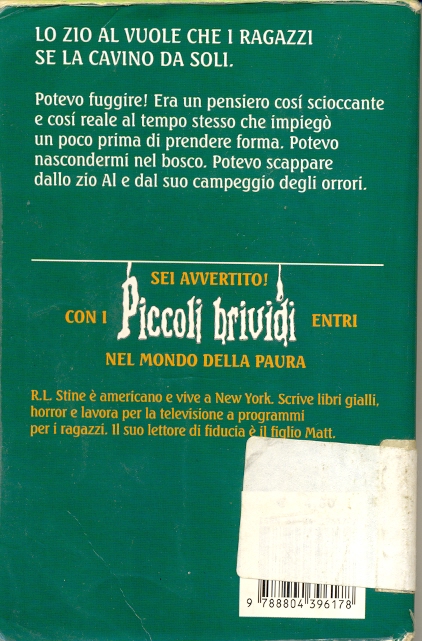 LO ZIO AL VUOLE CHE I RAGAZZI
SE LA CAVINO DA SOLI.
Potevo fuggire! Era un pensiero cosí scioccante
e cosí reale al tempo stesso che impiegò
un poco prima di prendere forma. Potevo
nascondermi nel bosco. Potevo scappare
dallo zio Al e dal suo campeggio degli orrori.
SEI AVVERTITO!
CON I Piccoli brividi ENTRI
NEL MONDO DELLA PAURA
R.L. Stine è americano e vive a New York. Scrive libri gialli,
horror e lavora per la televisione a programmi
per i ragazzi. Il suo lettore di fiducia è il figlio Matt.
9 788804 396178